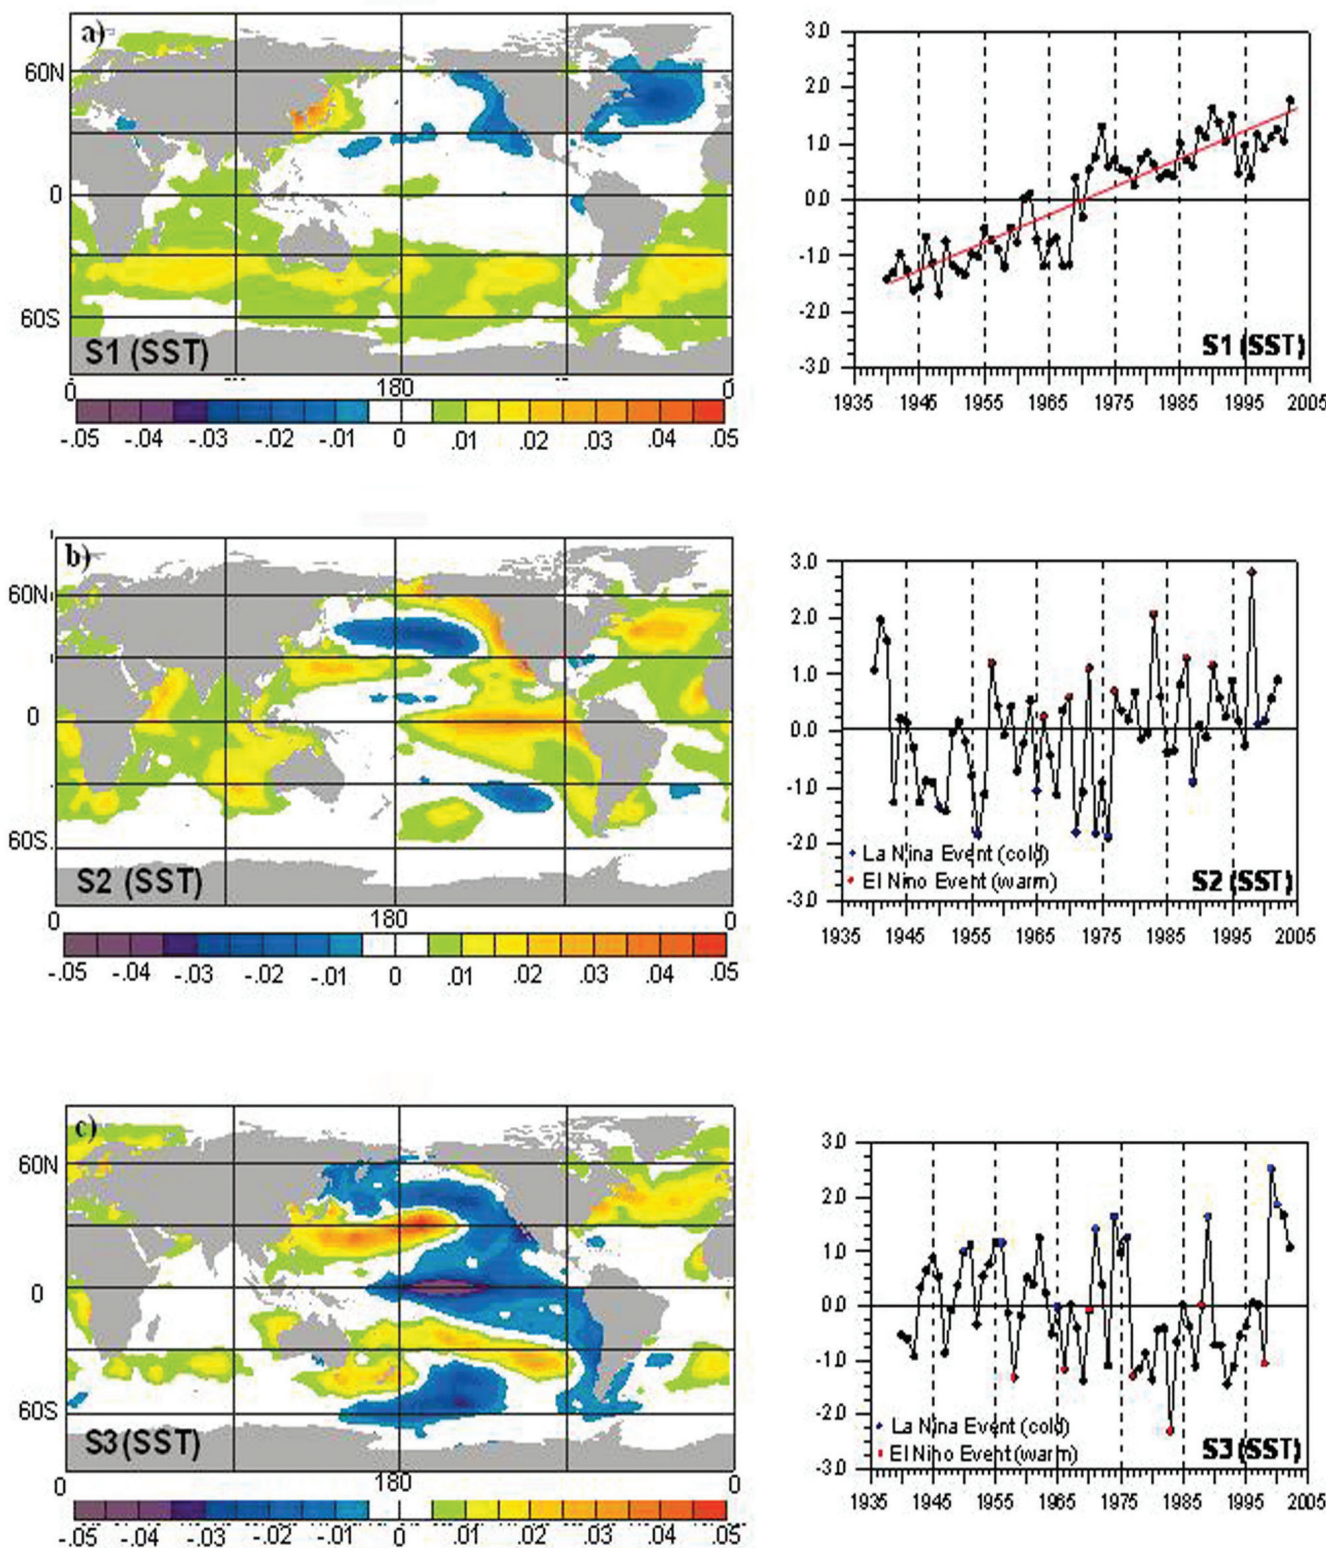 a)
60N
0
60S
S1 (SST)
0 180 0
-.05 -.04 -.03 -.02 -.01 0 .01 .02 .03 .04 .05
3.0
2.0
1.0
0.0
-1.0
-2.0
-3.0
S1 (SST)
1935 1945 1955 1965 1975 1985 1995 2005
b)
60N
0
60S
S2 (SST)
0 180 0
-.05 -.04 -.03 -.02 -.01 0 .01 .02 .03 .04 .05
3.0
2.0
1.0
0.0
-1.0
-2.0
-3.0
La Nina Event (cold)
El Nino Event (warm)
S2 (SST)
1935 1945 1955 1965 1975 1985 1995 2005
c)
60N
0
60S
S3 (SST)
0 180 0
-.05 -.04 -.03 -.02 -.01 0 .01 .02 .03 .04 .05
3.0
2.0
1.0
0.0
-1.0
-2.0
-3.0
La Nina Event (cold)
El Nino Event (warm)
S3 (SST)
1935 1945 1955 1965 1975 1985 1995 2005